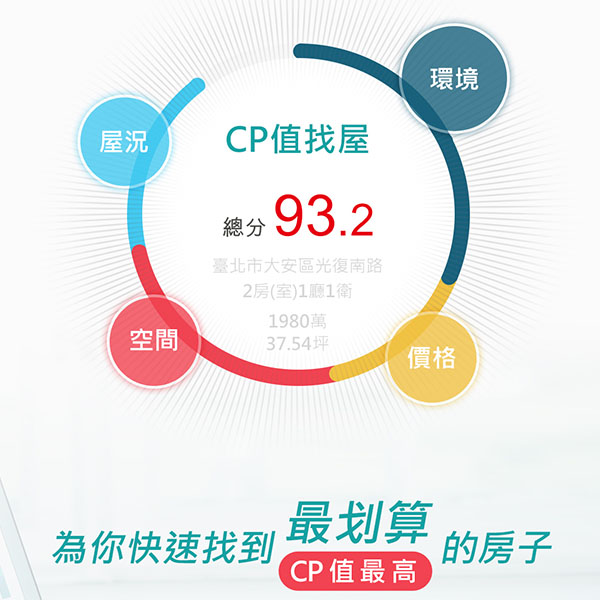 環境
屋況
CP值找屋
總分 93.2
臺北市大安區光復南路
2房(室)1廳1衛
1980萬
37.54坪
空間
價格
為你快速找到 最划算 的房子
CP值最高